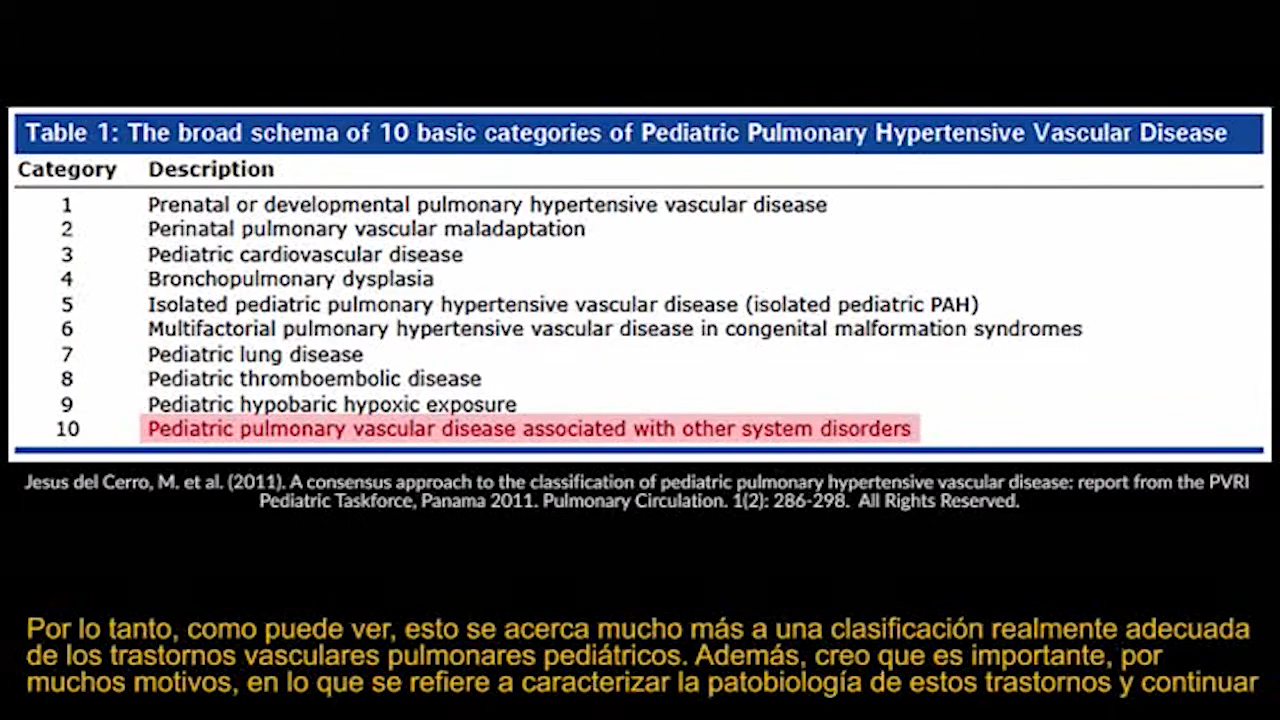 Table 1: The broad schema of 10 basic categories of Pediatric Pulmonary Hypertensive Vascular Disease
Category Description
1 Prenatal or developmental pulmonary hypertensive vascular disease
2 Perinatal pulmonary vascular maladaptation
3 Pediatric cardiovascular disease
4 Bronchopulmonary dysplasia
5 Isolated pediatric pulmonary hypertensive vascular disease (isolated pediatric PAH)
6 Multifactorial pulmonary hypertensive vascular disease in congenital malformation syndromes
7 Pediatric lung disease
8 Pediatric thromboembolic disease
9 Pediatric hypobaric hypoxic exposure
10 Pediatric pulmonary vascular disease associated with other system disorders
Jesus del Cerro, M. et al. (2011). A consensus approach to the classification of pediatric pulmonary hypertensive vascular disease: report from the PVRI
Pediatric Taskforce, Panama 2011. Pulmonary Circulation. 1(2): 286-298. All Rights Reserved.
Por lo tanto, como puede ver, esto se acerca mucho más a una clasificación realmente adecuada
de los trastornos vasculares pulmonares pediátricos. Además, creo que es importante, por
muchos motivos, en lo que se refiere a caracterizar la patobiología de estos trastornos y continuar